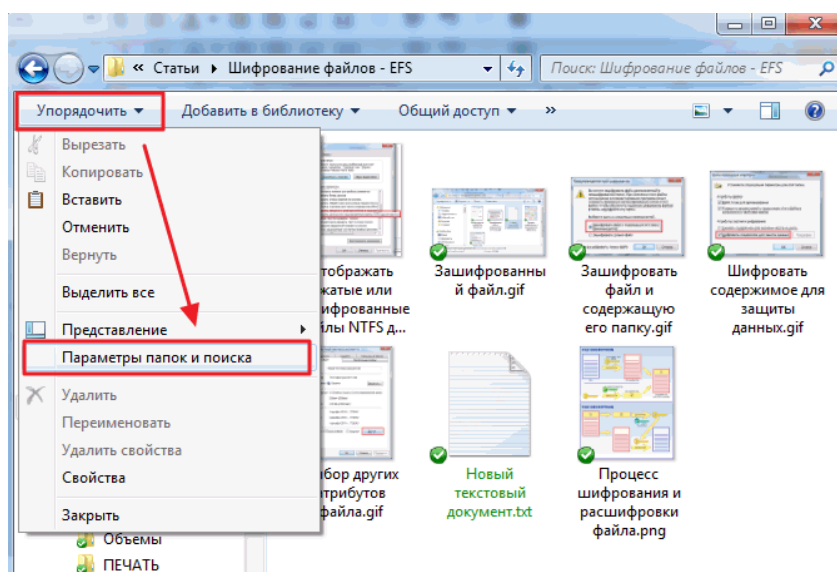 « Статьи Шифрование файлов - EFS
Поиск: Шифрование файлов - EFS
Упорядочить
Добавить в библиотеку
Общий доступ
»
Вырезать
Копировать
Вставить
Отменить
Вернуть
Выделить все
Представление
Параметры папок и поиска
Удалить
Переименовать
Удалить свойства
Свойства
Закрыть
тображать
жатые или
ифрованные
йлы NTFS д...
Зашифрованны
й файл.gif
Зашифровать
файл и
содержащую
его папку.gif
Шифровать
содержимое для
защиты
данных.gif
бор других
трибутов
файла.gif
Новый
текстовый
документ.txt
Процесс
шифрования и
расшифровки
файла.png
Объемы
ПЕЧАТЬ